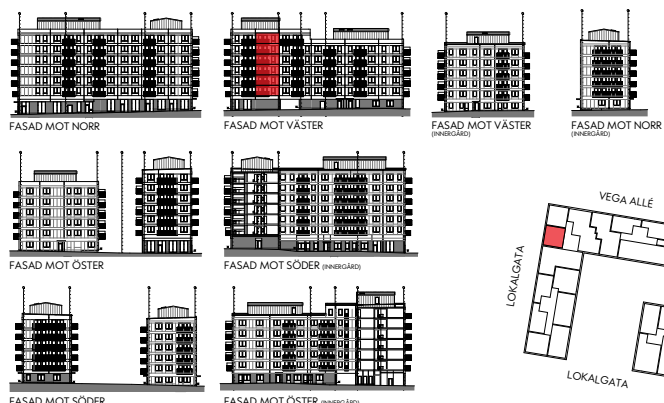 FASAD MOT NORR
FASAD MOT VÄSTER
FASAD MOT VÄSTER
(INNERGÅRD)
FASAD MOT NORR
(INNERGÅRD)
FASAD MOT ÖSTER
FASAD MOT SÖDER (INNERGÅRD)
VEGA ALLÉ
LOKALGATA
LOKALGATA
FASAD MOT SÖDER
FASAD MOT ÖSTER (INNERGÅRD)